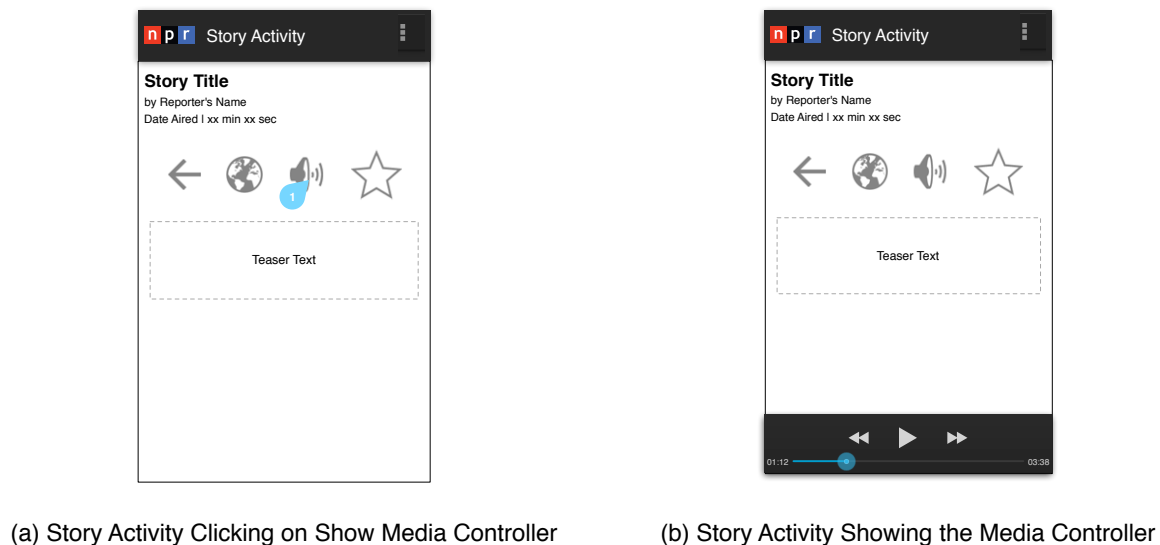 npr Story Activity
Story Title
by Reporter's Name
Date Aired | xx min xx sec
1
Teaser Text
(a) Story Activity Clicking on Show Media Controller
npr Story Activity
Story Title
by Reporter's Name
Date Aired | xx min xx sec
Teaser Text
01:12 03:38
(b) Story Activity Showing the Media Controller